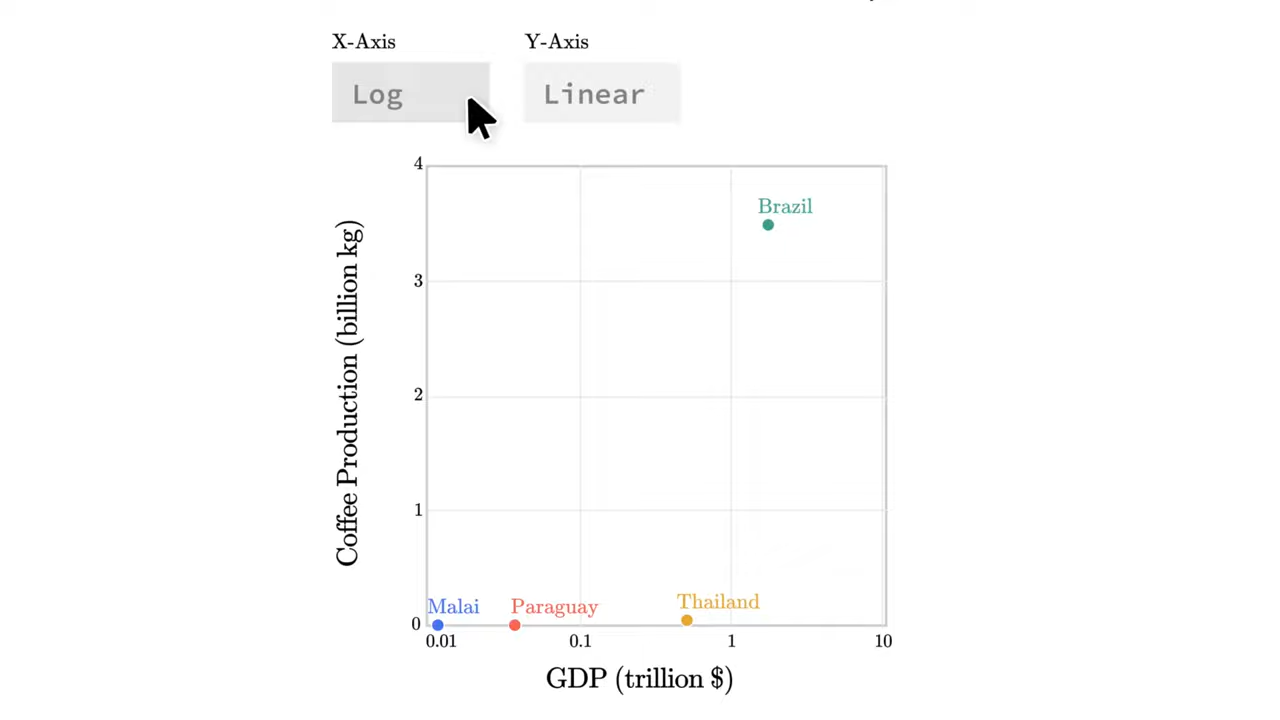 X-Axis
Y-Axis
Log
Linear
4
Brazil
3
2
1
Coffee Production (billion kg)
Malai
Paraguay
Thailand
0
0.01
0.1
1
10
GDP (trillion $)